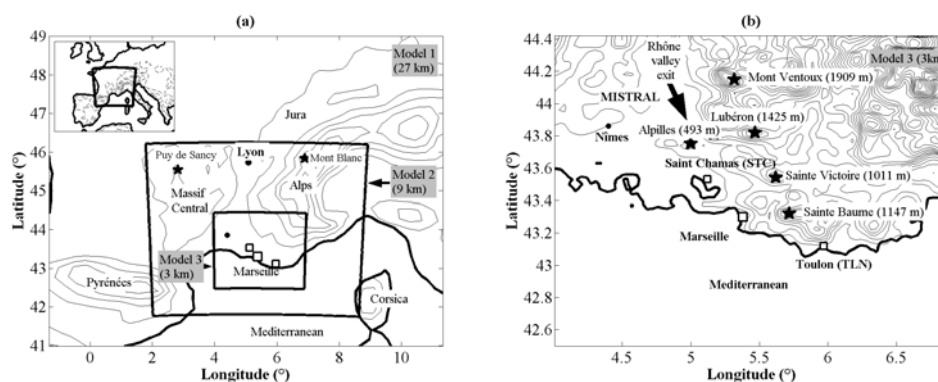 (a)
49
48
47
46
45
44
43
42
41
Latitude (°)
0
2
4
6
8
10
Longitude (°)
Model 1
(27 km)
Jura
Lyon
Puy de Sancy
Mont Blanc
Massif
Central
Alps
Model 2
(9 km)
Model 3
(3 km)
Marseille
Pyrénées
Corsica
Mediterranean
(b)
44.4
44.2
44
43.8
43.6
43.4
43.2
43
42.8
42.6
Latitude (°)
4.5
5
5.5
6
6.5
Longitude (°)
Rhône
valley
exit
Model 3 (3km)
Mont Ventoux (1909 m)
MISTRAL
Lubéron (1425 m)
Nîmes
Alpilles (493 m)
Saint Chamas (STC)
Sainte Victoire (1011 m)
Sainte Baume (1147 m)
Marseille
Toulon (TLN)
Mediterranean